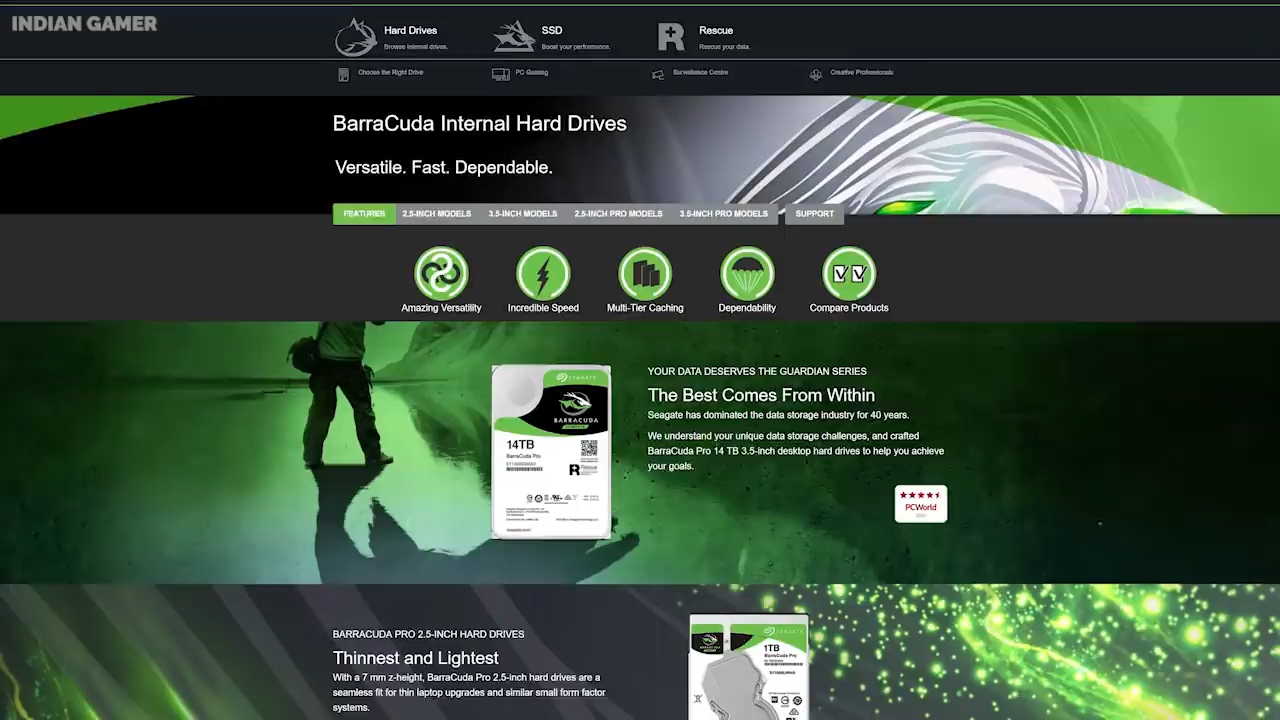 INDIAN GAMER
Hard Drives
Browse internal drives.
SSD
Boost your performance.
Rescue
Rescue your data.
Choose the Right Drive
PC Gaming
Surveillance Centre
Creative Professionals
BarraCuda Internal Hard Drives
Versatile. Fast. Dependable.
FEATURES
2.5-INCH MODELS
3.5-INCH MODELS
2.5-INCH PRO MODELS
3.5-INCH PRO MODELS
SUPPORT
Amazing Versatility
Incredible Speed
Multi-Tier Caching
Dependability
Compare Products
SEAGATE
BARRACUDA
14TB
BarraCuda Pro
Rescue
YOUR DATA DESERVES THE GUARDIAN SERIES
The Best Comes From Within
Seagate has dominated the data storage industry for 40 years.
We understand your unique data storage challenges, and crafted
BarraCuda Pro 14 TB 3.5-inch desktop hard drives to help you achieve
your goals.
PCWorld
BRRACUDA PRO 2.5-INCH HARD DRIVES
Thinnest and Lightest
z-height BarraCuda Pro
hard drives are a
fit for thin laptop upgrades and similar small form factor
systems.
SEAGATE
1TB
BarraCuda Pro